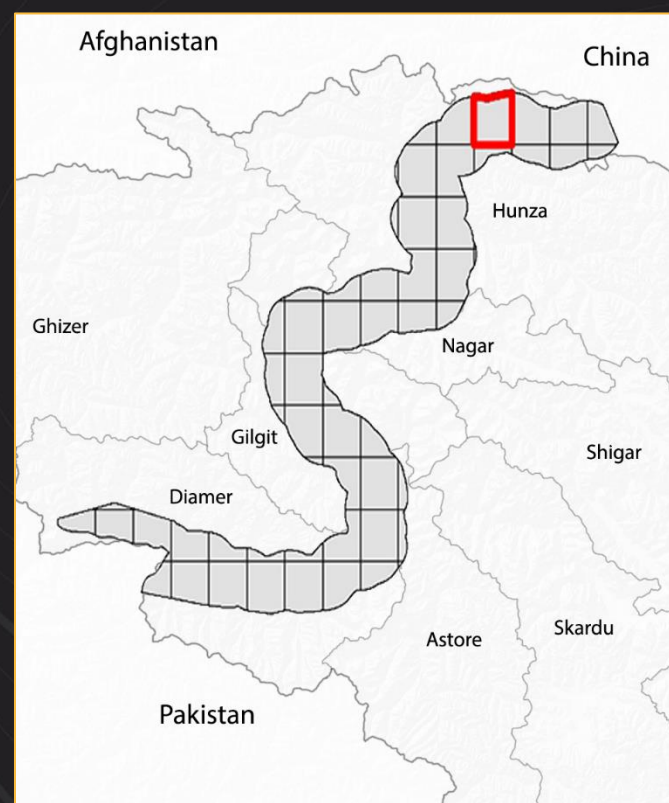 Afghanistan
China
Hunza
Ghizer
Nagar
Gilgit
Shigar
Diamer
Skardu
Astore
Pakistan